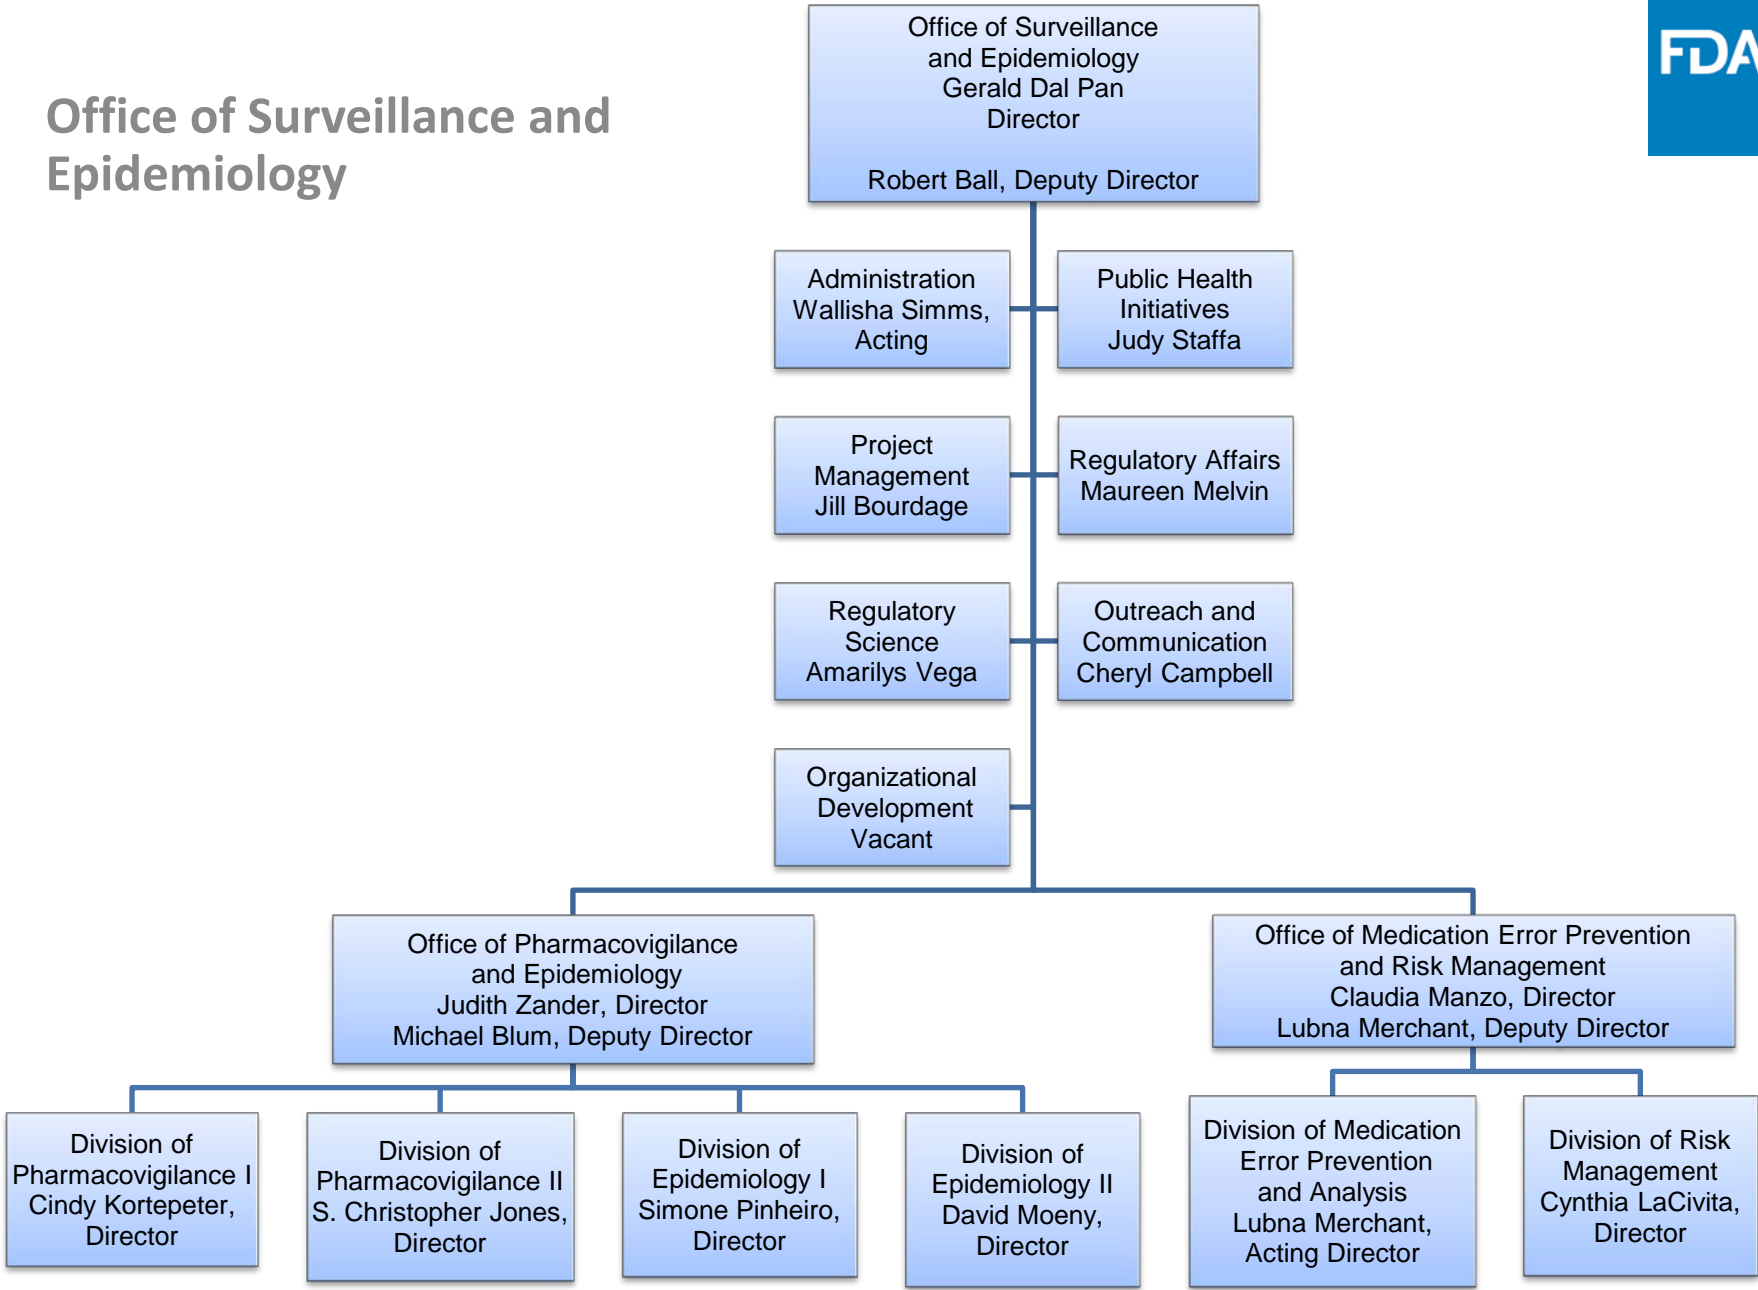 Office of Surveillance and
Epidemiology
FDA
Office of Surveillance
and Epidemiology
Gerald Dal Pan
Director
Robert Ball, Deputy Director
Administration
Wallisha Simms,
Acting
Public Health
Initiatives
Judy Staffa
Project
Management
Jill Bourdage
Regulatory Affairs
Maureen Melvin
Regulatory
Science
Amarilys Vega
Outreach and
Communication
Cheryl Campbell
Organizational
Development
Vacant
Office of Pharmacovigilance
and Epidemiology
Judith Zander, Director
Michael Blum, Deputy Director
Office of Medication Error Prevention
and Risk Management
Claudia Manzo, Director
Lubna Merchant, Deputy Director
Division of
Pharmacovigilance I
Cindy Kortepeter,
Director
Division of
Pharmacovigilance II
S. Christopher Jones,
Director
Division of
Epidemiology I
Simone Pinheiro,
Director
Division of
Epidemiology II
David Moeny,
Director
Division of Medication
Error Prevention
and Analysis
Lubna Merchant,
Acting Director
Division of Risk
Management
Cynthia LaCivita,
Director